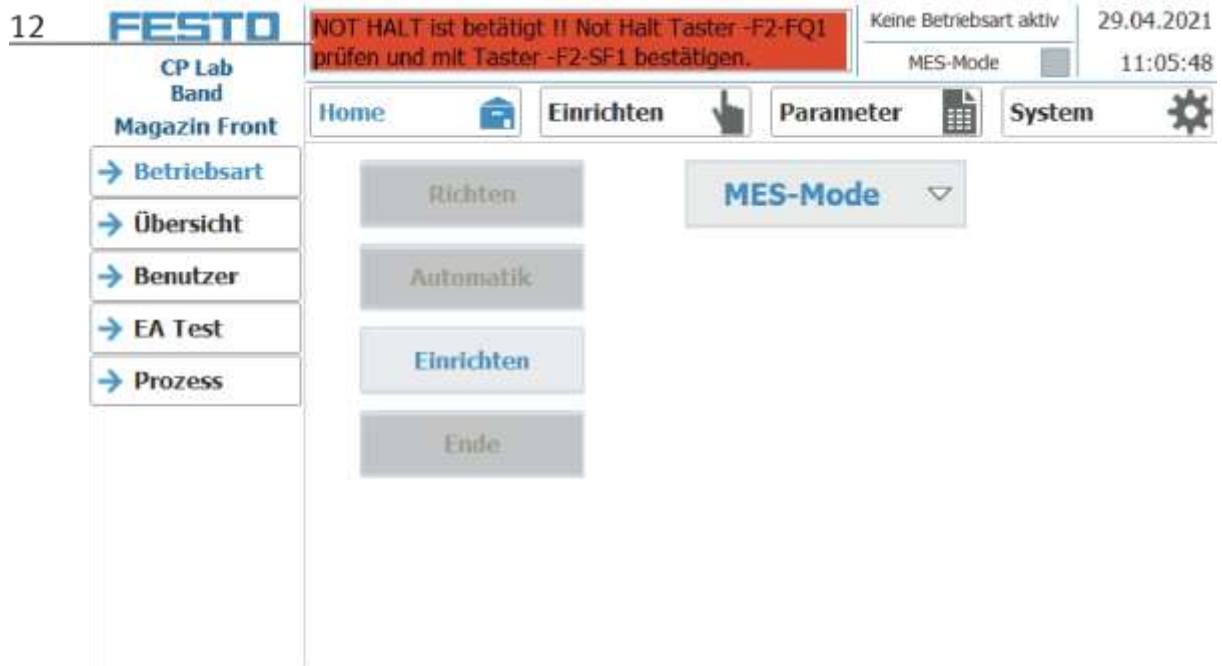 12
FESTO
CP Lab
Band
Magazin Front
NOT HALT ist betätigt !! Not Halt Taster -F2-FQ1
prüfen und mit Taster -F2-SF1 bestätigen.
Keine Betriebsart aktiv
MES-Mode
29.04.2021
11:05:48
Home
Einrichten
Parameter
System
Betriebsart
Übersicht
Benutzer
EA Test
Prozess
Richten
Automatik
Einrichten
Ende
MES-Mode